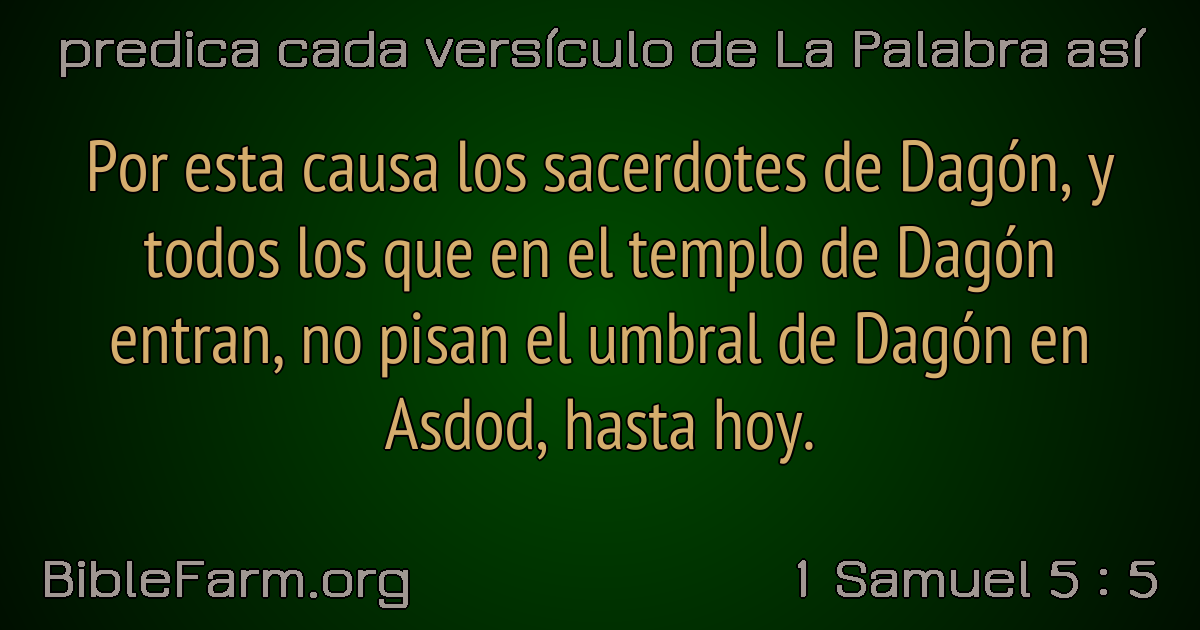 predica cada versículo de La Palabra así
Por esta causa los sacerdotes de Dagón, y
todos los que en el templo de Dagón
entran, no pisan el umbral de Dagón en
Asdod, hasta hoy.
BibleFarm.org
1 Samuel 5 : 5